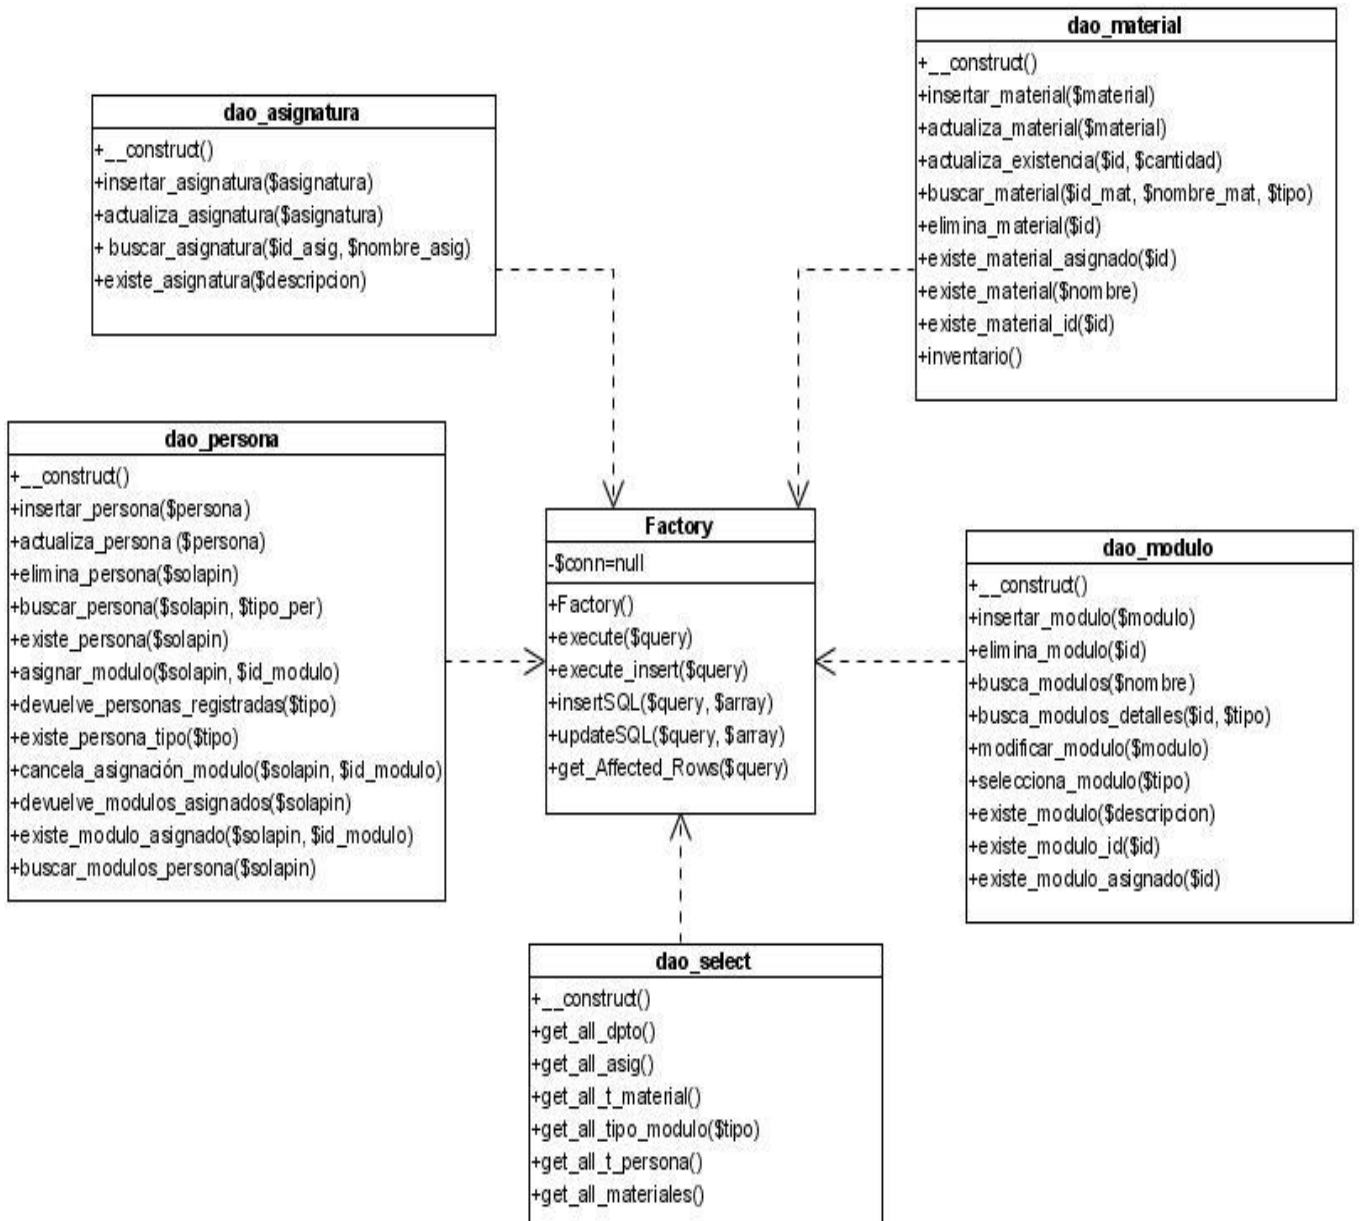 dao_material
+__construct()
+insertar_material($material)
+actualiza_material($material)
+actualiza_existencia($id, $cantidad)
+buscar_material($id_mat, $nombre_mat, $tipo)
+elimina_material($id)
+existe_material_asignado($id)
+existe_material($nombre)
+existe_material_id($id)
+inventario()
dao_asignatura
+__construct()
+insertar_asignatura($asignatura)
+actualiza_asignatura($asignatura)
+ buscar_asignatura($id_asig, $nombre_asig)
+existe_asignatura($descripcion)
dao_persona
+__construct()
+insertar_persona($persona)
+actualiza_persona ($persona)
+elimina_persona($solapin)
+buscar_persona($solapin, $tipo_per)
+existe_persona($solapin)
+asignar_modulo($solapin, $id_modulo)
+devuelve_personas_registradas($tipo)
+existe_persona_tipo($tipo)
+cancela_asignación_modulo($solapin, $id_modulo)
+devuelve_modulos_asignados($solapin)
+existe_modulo_asignado($solapin, $id_modulo)
+buscar_modulos_persona($solapin)
Factory
-$conn=null
+Factory()
+execute($query)
+execute_insert($query)
+insertSQL($query, $array)
+updateSQL($query, $array)
+get_Affected_Rows($query)
dao_modulo
+__construct()
+insertar_modulo($modulo)
+elimina_modulo($id)
+busca_modulos($nombre)
+busca_modulos_detalles($id, $tipo)
+modificar_modulo($modulo)
+selecciona_modulo($tipo)
+existe_modulo($descripcion)
+existe_modulo_id($id)
+existe_modulo_asignado($id)
dao_select
+__construct()
+get_all_dpto()
+get_all_asig()
+get_all_t_material()
+get_all_tipo_modulo($tipo)
+get_all_t_persona()
+get_all_materiales()